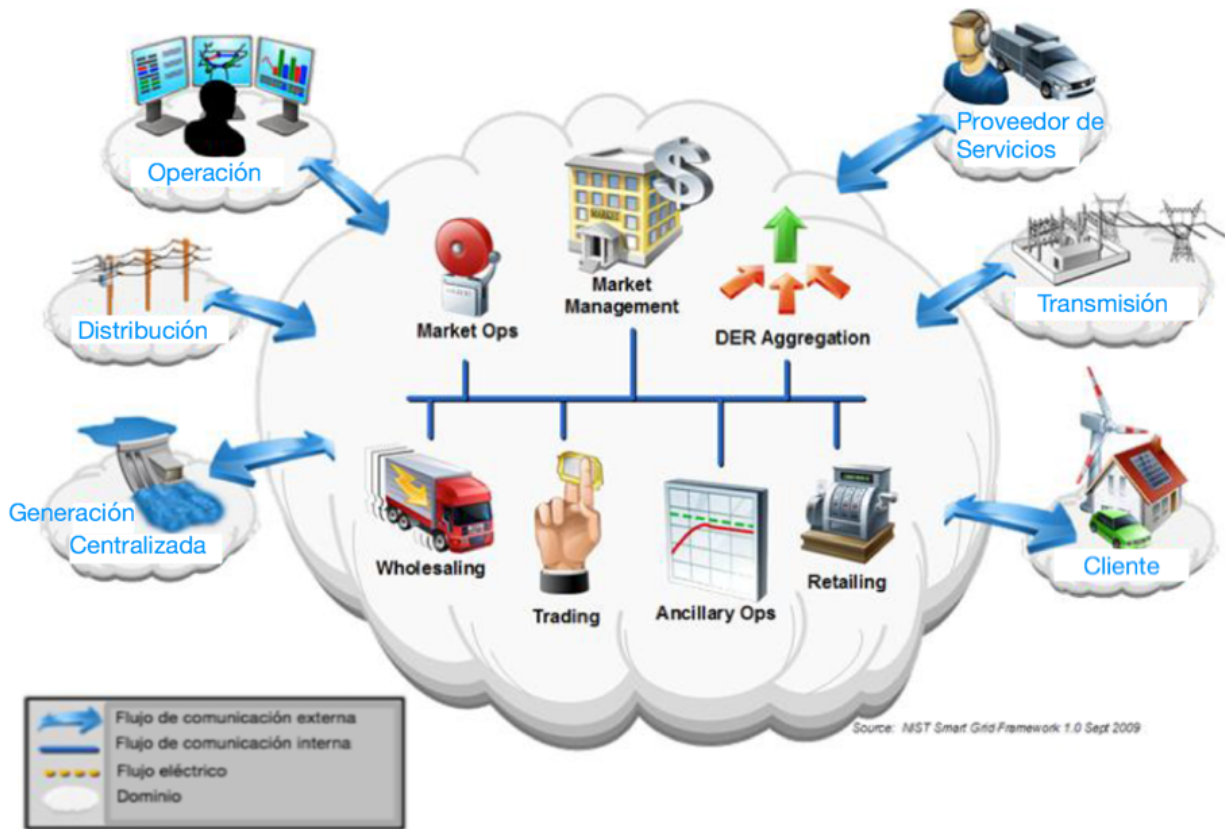 Operación
Proveedor de
Servicios
Distribución
Transmisión
Market Ops
Market
Management
DER Aggregation
Generación
Centralizada
Cliente
Wholesaling
Trading
Ancillary Ops
Retailing
Flujo de comunicación externa
Flujo de comunicación interna
Flujo eléctrico
Dominio
Source: NIST Smart Grid Framework 1.0 Sept 2009